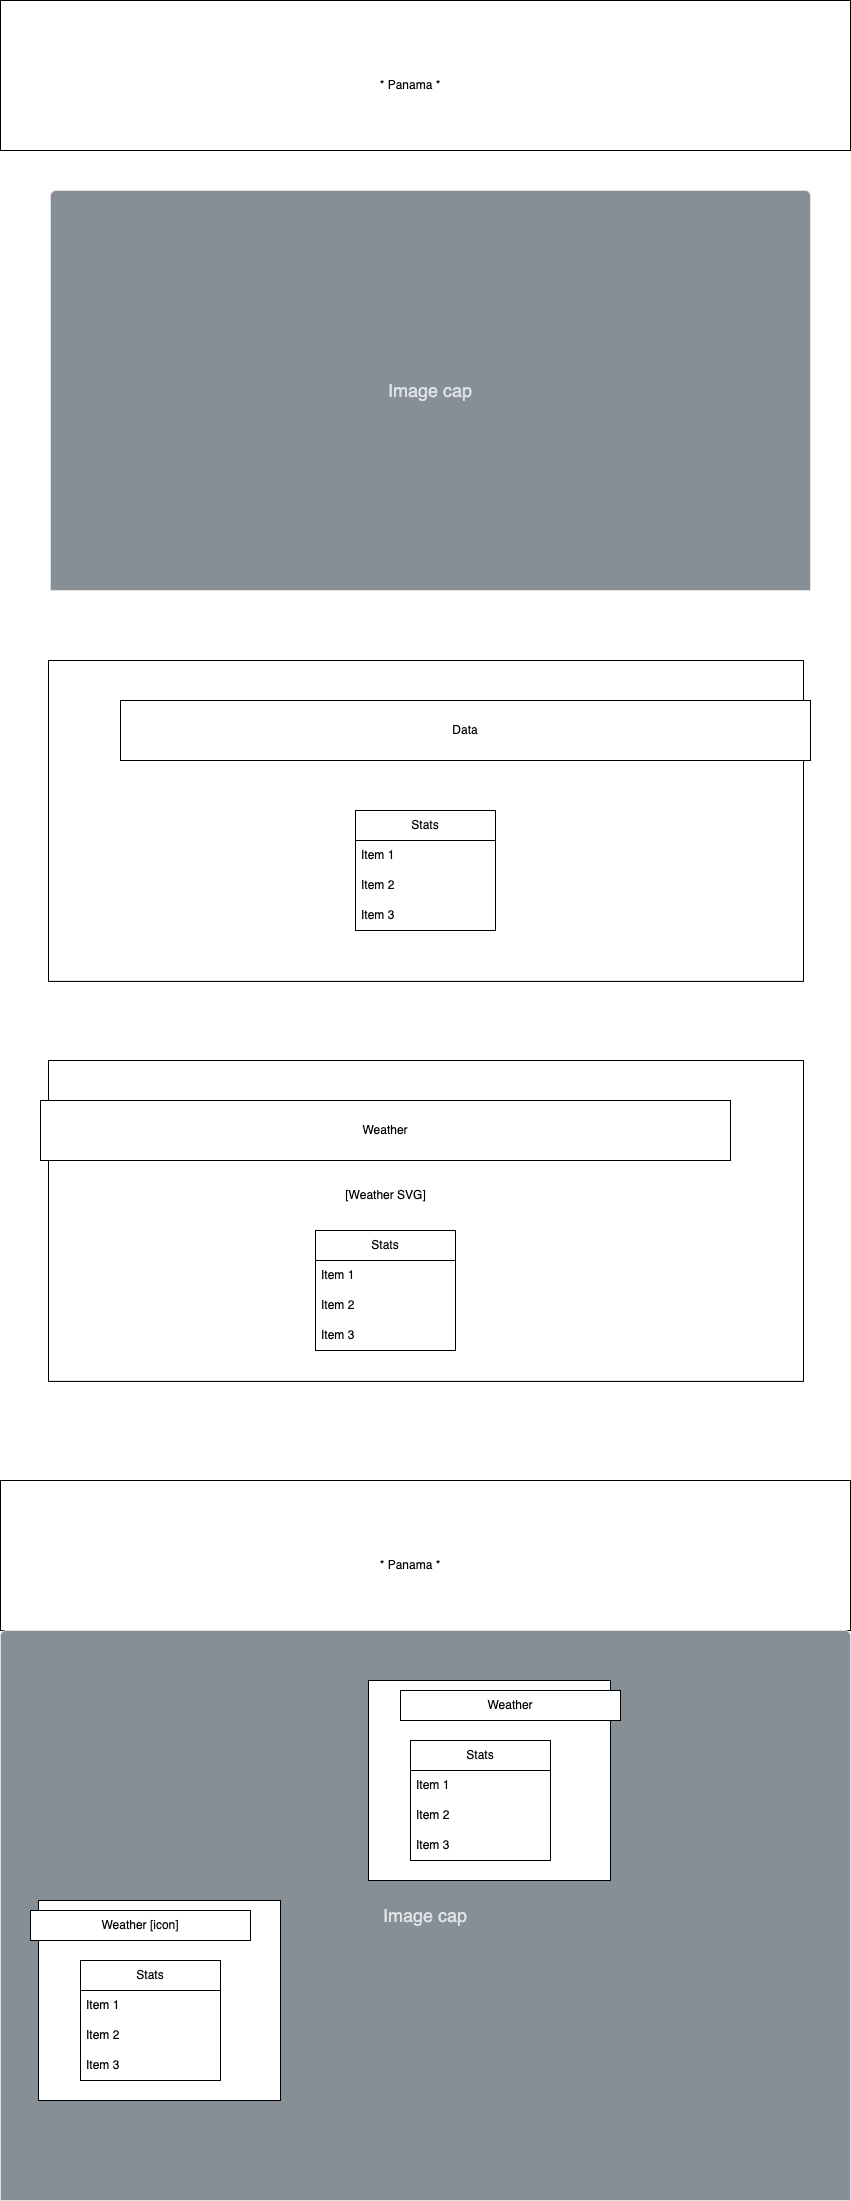 * Panama *
Image cap
Data
Stats
Item 1
Item 2
Item 3
Weather
[Weather SVG]
Stats
Item 1
Item 2
Item 3
* Panama *
Weather
Stats
Item 1
Item 2
Item 3
Image cap
Weather [icon]
Stats
Item 1
Item 2
Item 3